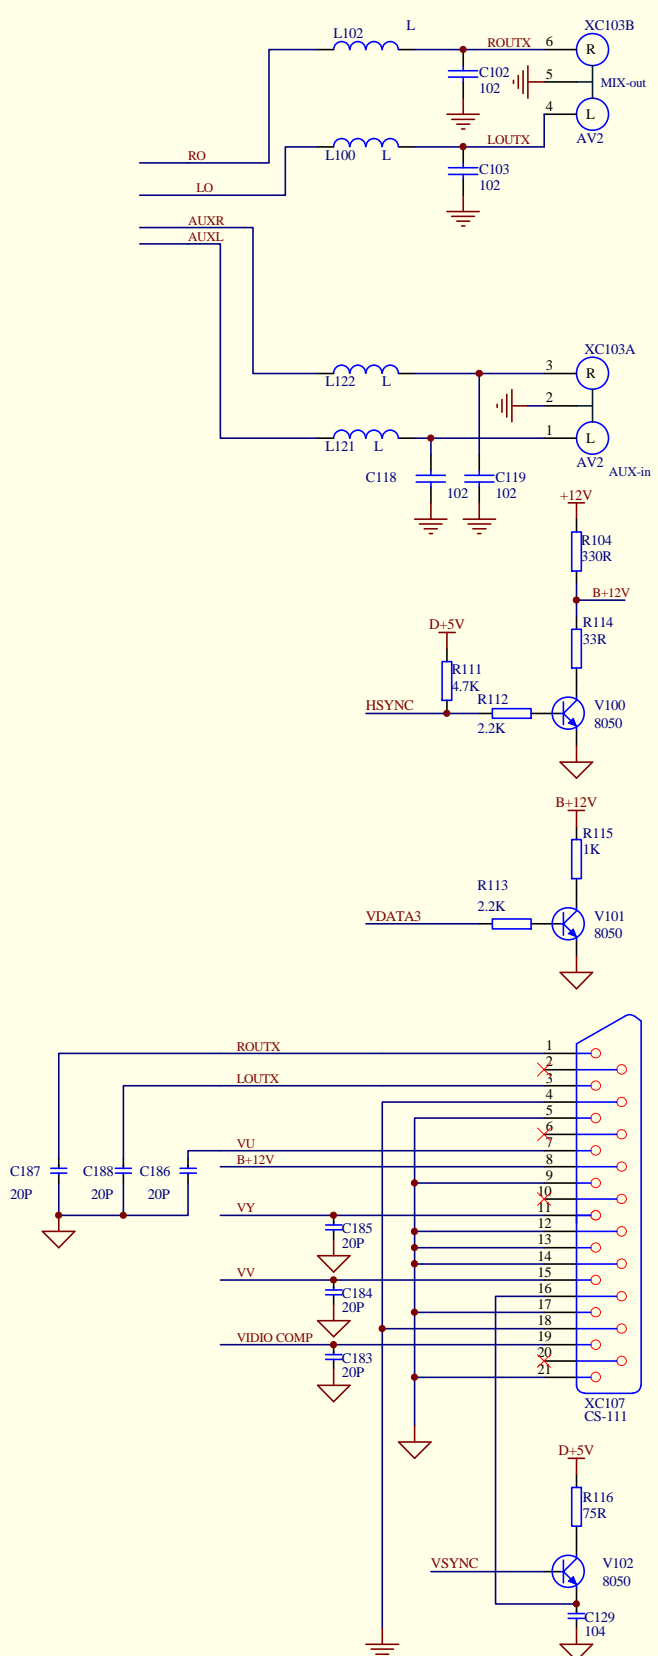 L102
L
XC103B
ROUTX
6
R
C102
102
5
MIX-out
4
L
LOUTX
AV2
RO
L100
L
C103
102
LO
AUXR
AUXL
XC103A
3
R
L122
L
2
1
L
L121
L
AV2
AUX-in
C118
102
C119
102
+12V
R104
330R
B+12V
R114
33R
D+5V
R111
4.7K
HSYNC
R112
2.2K
V100
8050
B+12V
R115
1K
R113
2.2K
VDATA3
V101
8050
ROUTX
1
2
LOUTX
3
4
5
6
VU
7
B+12V
8
C187
20P
C188
20P
C186
20P
9
10
VY
11
C185
20P
12
13
14
VV
15
C184
20P
16
17
18
VIDIO COMP
19
C183
20P
20
21
XC107
CS-111
D+5V
R116
75R
VSYNC
V102
8050
C129
104